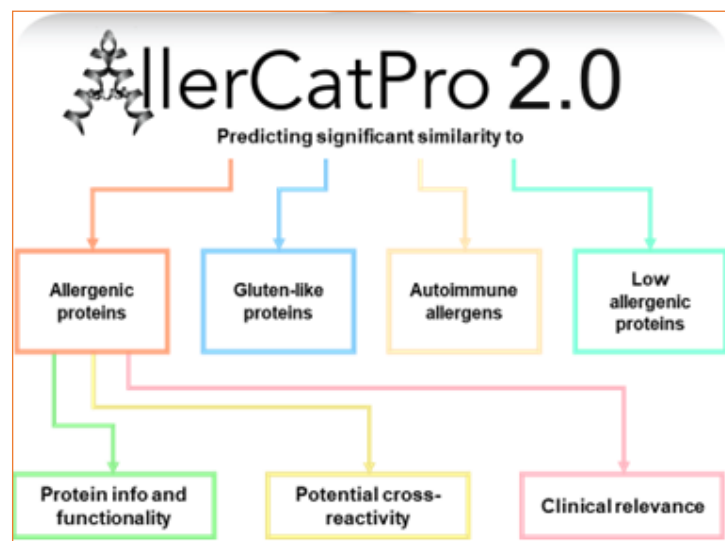 AllerCatPro 2.0
Predicting significant similarity to
Allergenic
proteins
Gluten-like
proteins
Autoimmune
allergens
Low
allergenic
proteins
Protein info and
functionality
Potential cross-
reactivity
Clinical relevance